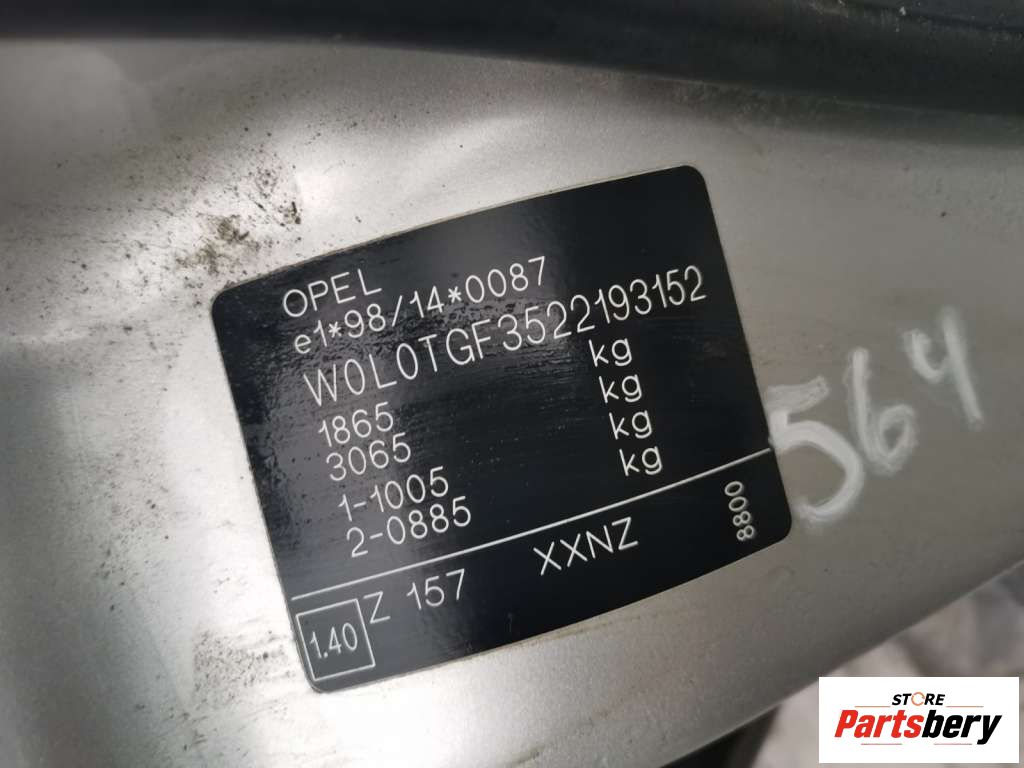 OPEL
e1*98/14*0087
W0L0TGF3522193152
1865 kg
3065 kg
1-1005 kg
2-0885 kg
1.40 Z 157 XXNZ 8800
564
STORE
Partsbery